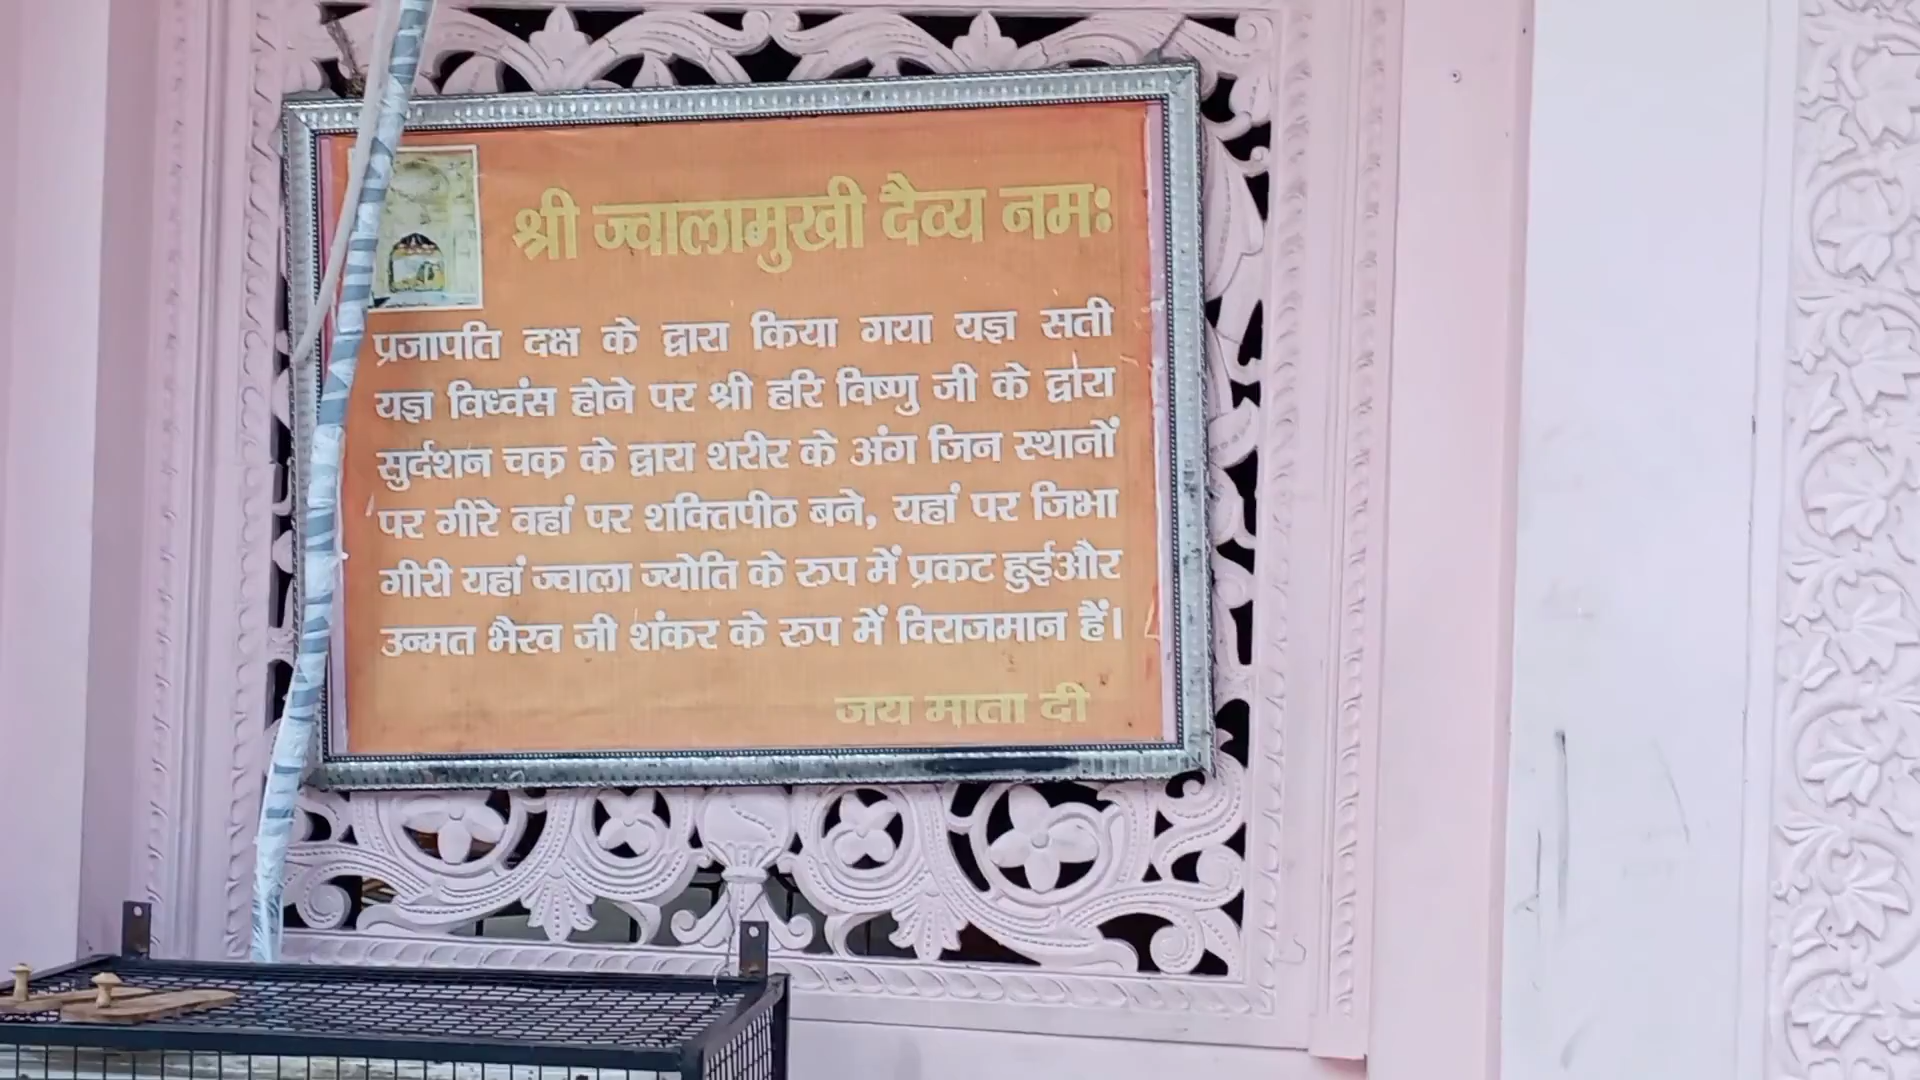 श्री ज्वालामुखी दैव्य नमः
प्रजापति दक्ष के द्वारा किया गया यज्ञ सती
यज्ञ विध्वंस होने पर श्री हरि विष्णु जी के द्वारा
सुर्दशन चक्र के द्वारा शरीर के अंग जिन स्थानों
पर गीरे वहां पर शक्तिपीठ बने, यहां पर जिभा
गीरी यहां ज्वाला ज्योति के रुप में प्रकट हुईऔर
उन्मत भैरव जी शंकर के रुप में विराजमान हैं।
जय माता दी